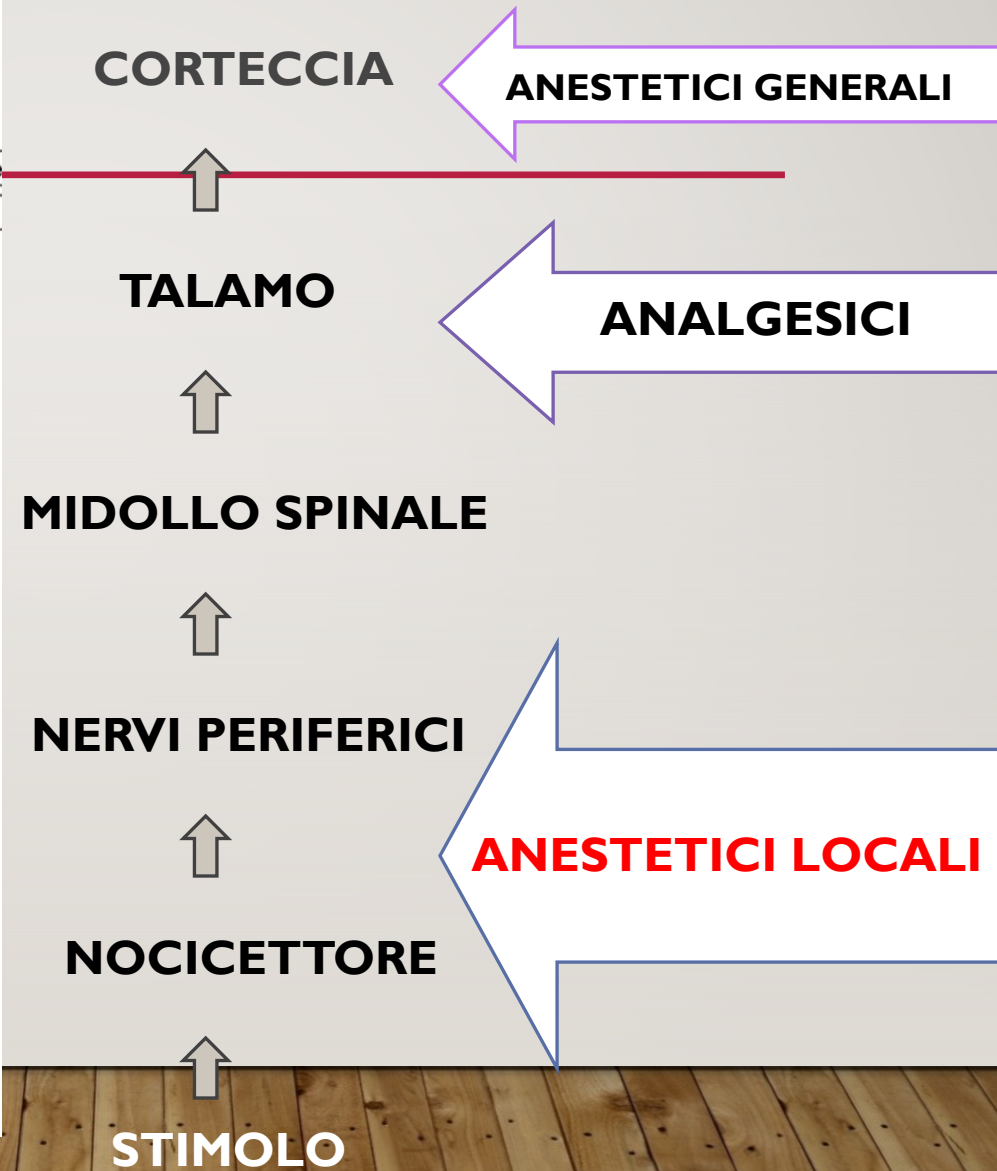 CORTECCIA
ANESTETICI GENERALI
TALAMO
ANALGESICI
MIDOLLO SPINALE
NERVI PERIFERICI
ANESTETICI LOCALI
NOCICETTORE
STIMOLO